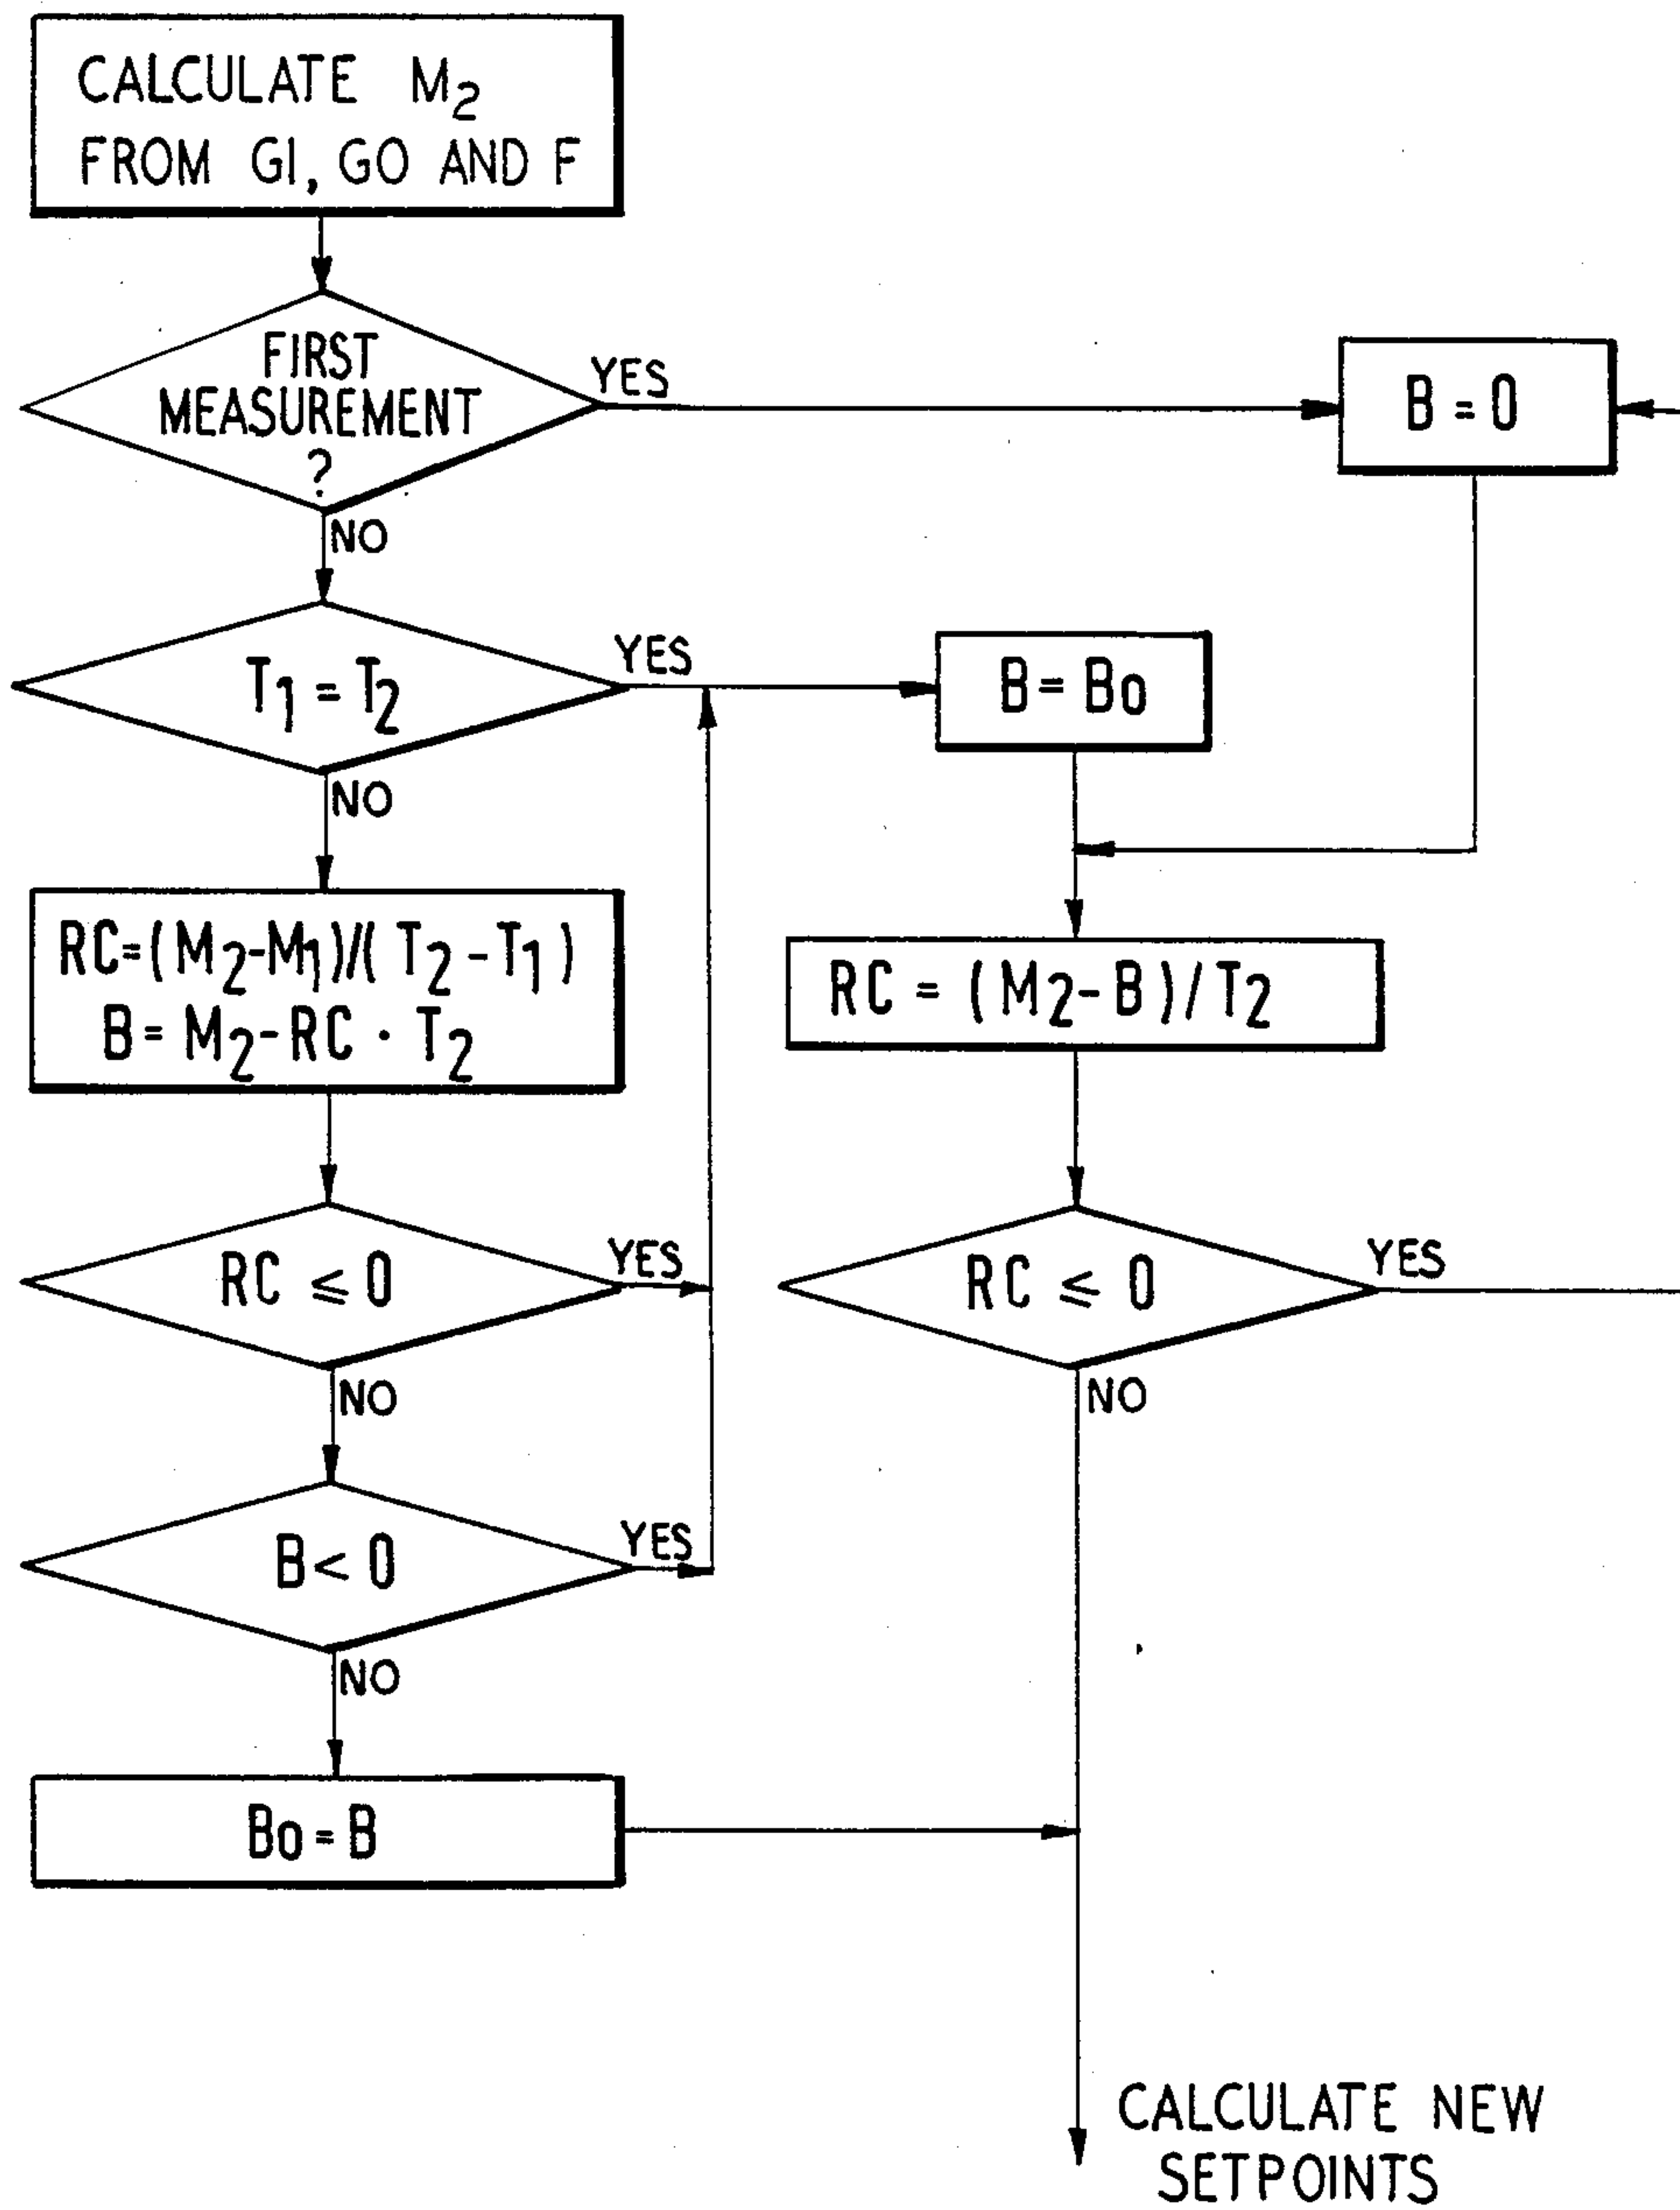 CALCULATE M₂
FROM GI, GO AND F
FIRST
MEASUREMENT
?
YES
B = 0
NO
T₁ = T₂
YES
B = B₀
NO
RC=(M₂-M₁)/(T₂-T₁)
B = M₂-RC · T₂
RC = (M₂-B)/T₂
RC ≤ 0
YES
RC ≤ 0
YES
NO
NO
B < 0
YES
NO
B₀ = B
CALCULATE NEW
SETPOINTS